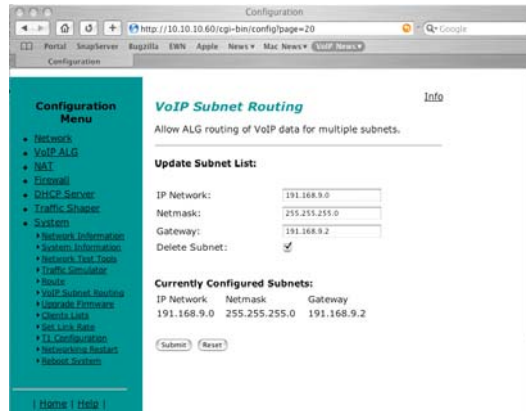 Configuration
http://10.10.10.60/cgi-bin/config?page=20
Google
Portal SnapServer Bugzilla EWN Apple News Mac News VoIP News
Configuration
Configuration Menu
Network
VoIP ALG
NAT
Firewall
DHCP Server
Traffic Shaper
System
Network Information
System Information
Network Test Tools
Traffic Simulator
Route
VoIP Subnet Routing
Upgrade Firmware
Clients Lists
Set Link Rate
T1 Configuration
Networking Restart
Reboot System
| Home | Help |
VoIP Subnet Routing
Info
Allow ALG routing of VoIP data for multiple subnets.
Update Subnet List:
IP Network: 191.168.9.0
Netmask: 255.255.255.0
Gateway: 191.168.9.2
Delete Subnet:
Currently Configured Subnets:
IP Network Netmask Gateway
191.168.9.0 255.255.255.0 191.168.9.2
Submit Reset